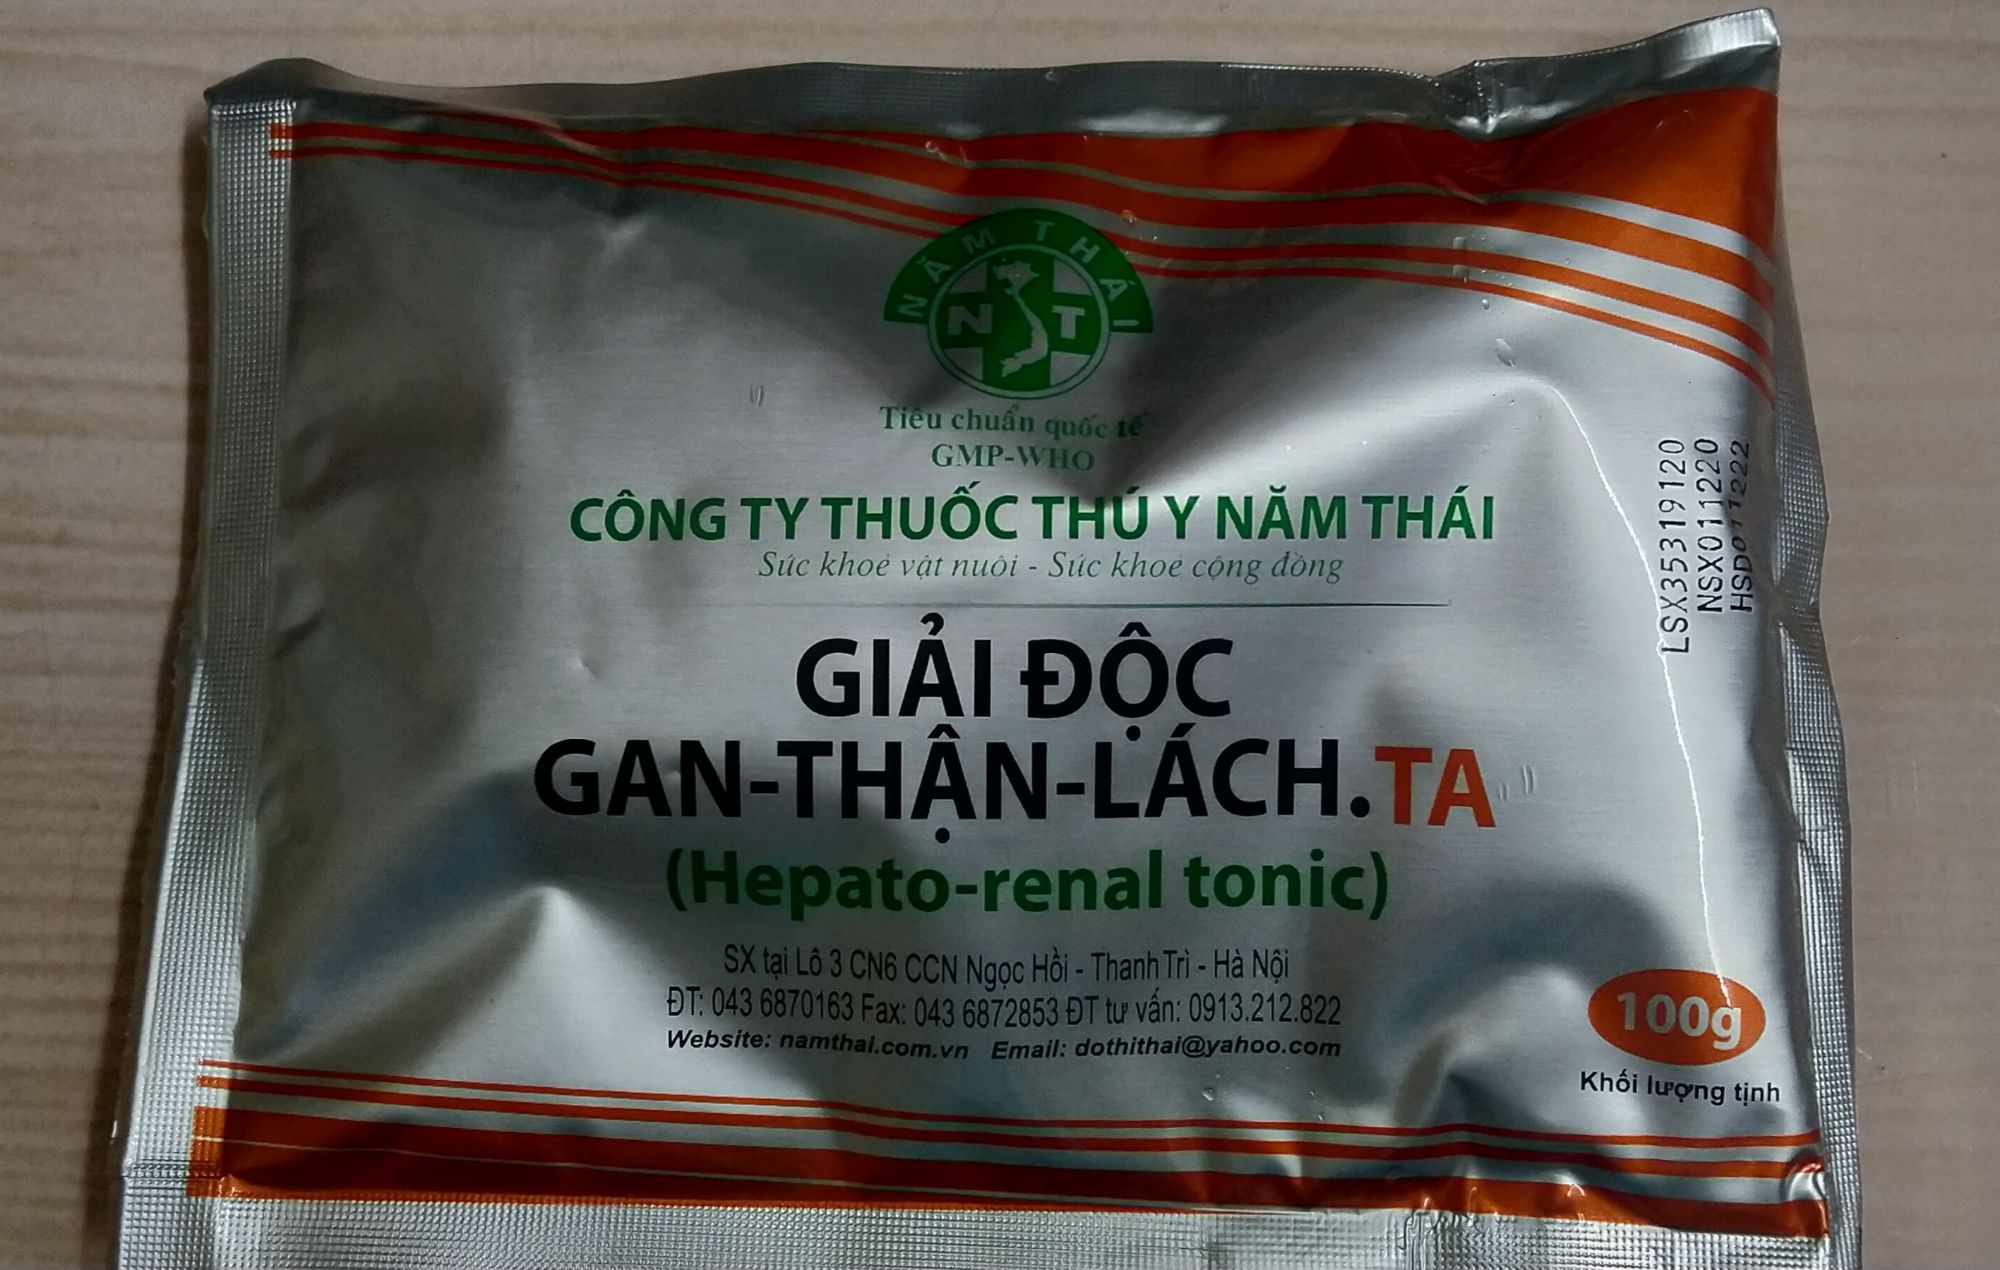 NĂM THÁI
N T
Tiêu chuẩn quốc tế
GMP-WHO
CÔNG TY THUỐC THÚ Y NĂM THÁI
Sức khoẻ vật nuôi - Sức khoẻ cộng đồng
GIẢI ĐỘC
GAN-THẬN-LÁCH.TA
(Hepato-renal tonic)
SX tại Lô 3 CN6 CCN Ngọc Hồi - Thanh Trì - Hà Nội
ĐT: 043 6870163 Fax: 043 6872853 ĐT tư vấn: 0913.212.822
Website: namthai.com.vn Email: dothithai@yahoo.com
LSX35319120
NSX011220
HSD011222
100g
Khối lượng tịnh